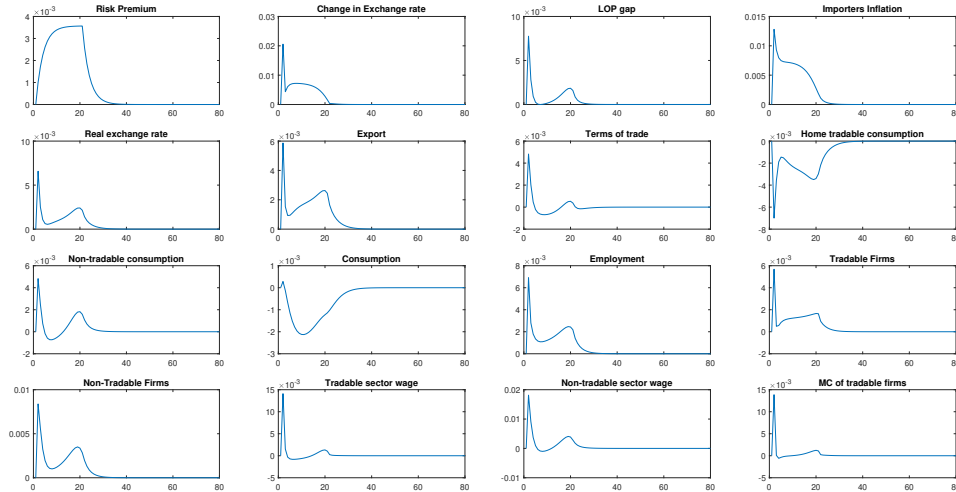 Risk Premium
×10⁻³
4
3
2
1
0
0 20 40 60 80
Change in Exchange rate
0.03
0.02
0.01
0
0 20 40 60 80
LOP gap
×10⁻³
10
5
0
0 20 40 60 80
Importers Inflation
0.015
0.01
0.005
0
0 20 40 60 80
Real exchange rate
×10⁻³
10
5
0
0 20 40 60 80
Export
×10⁻³
6
4
2
0
0 20 40 60 80
Terms of trade
×10⁻³
6
4
2
0
-2
0 20 40 60 80
Home tradable consumption
×10⁻³
0
-2
-4
-6
-8
0 20 40 60 80
Non-tradable consumption
×10⁻³
6
4
2
0
-2
0 20 40 60 80
Consumption
×10⁻³
1
0
-1
-2
-3
0 20 40 60 80
Employment
×10⁻³
8
6
4
2
0
0 20 40 60 80
Tradable Firms
×10⁻³
6
4
2
0
-2
0 20 40 60 80
Non-Tradable Firms
0.01
0.005
0
0 20 40 60 80
Tradable sector wage
×10⁻³
15
10
5
0
-5
0 20 40 60 80
Non-tradable sector wage
0.02
0.01
0
-0.01
0 20 40 60 80
MC of tradable firms
×10⁻³
15
10
5
0
-5
0 20 40 60 80